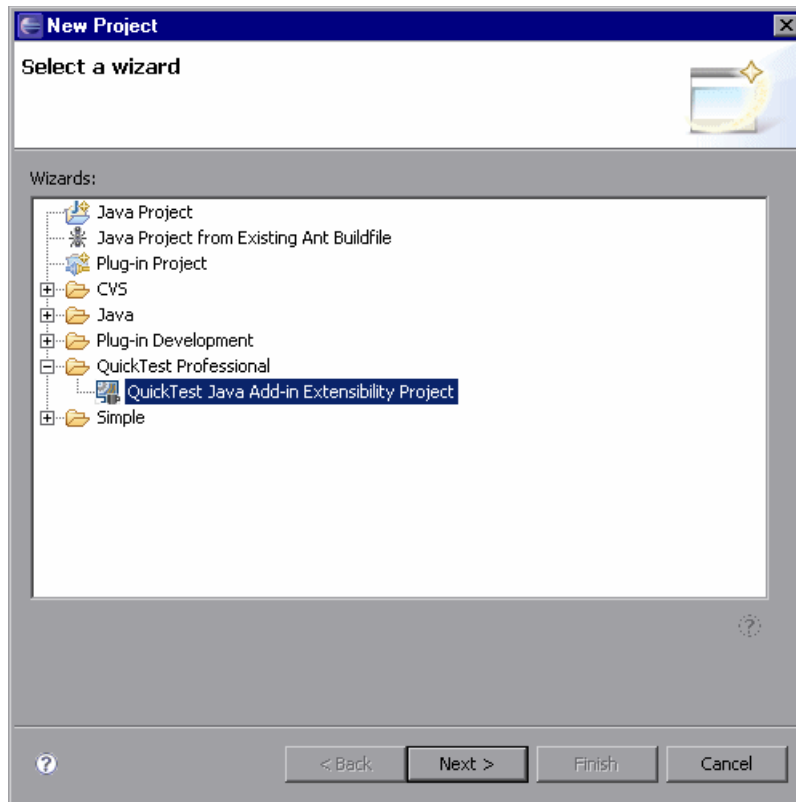 New Project
Select a wizard
Wizards:
Java Project
Java Project from Existing Ant Buildfile
Plug-in Project
CVS
Java
Plug-in Development
QuickTest Professional
QuickTest Java Add-in Extensibility Project
Simple
< Back Next > Finish Cancel